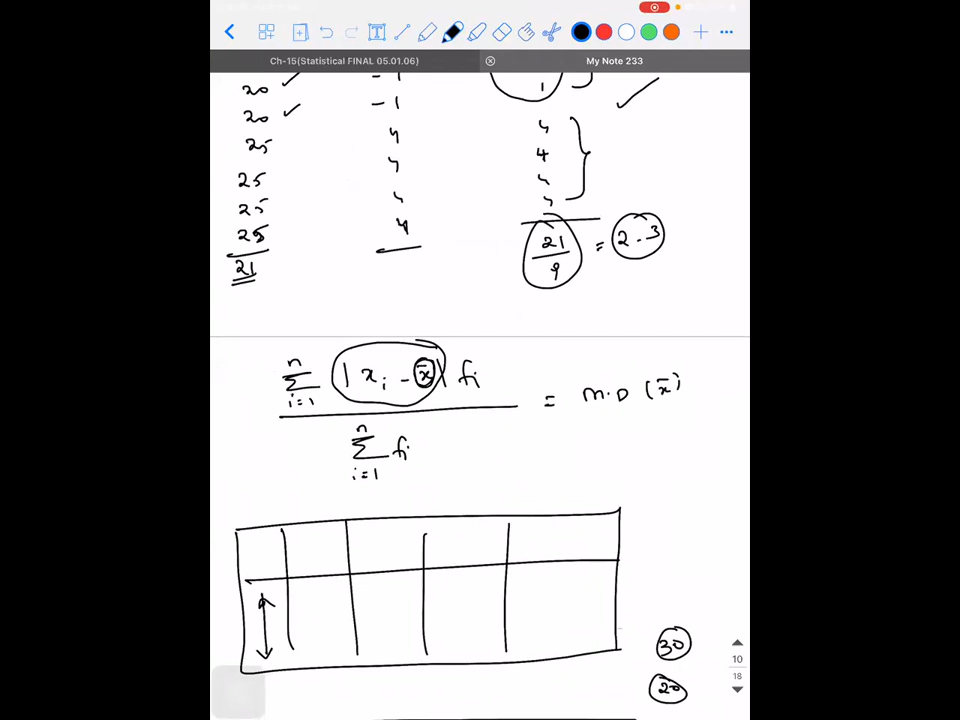 Ch-15(Statistical FINAL 05.01.06) My Note 233
20 ✓ - 1 1
20 ✓ - 1 ✓
25 4 4
25 4 4
25 4 4
25 4 4
21 21/9 = 2.3
n
Σ |xi - x̄| fi
i=1
= M.D (x̄)
n
Σ fi
i=1
30
20
10
18